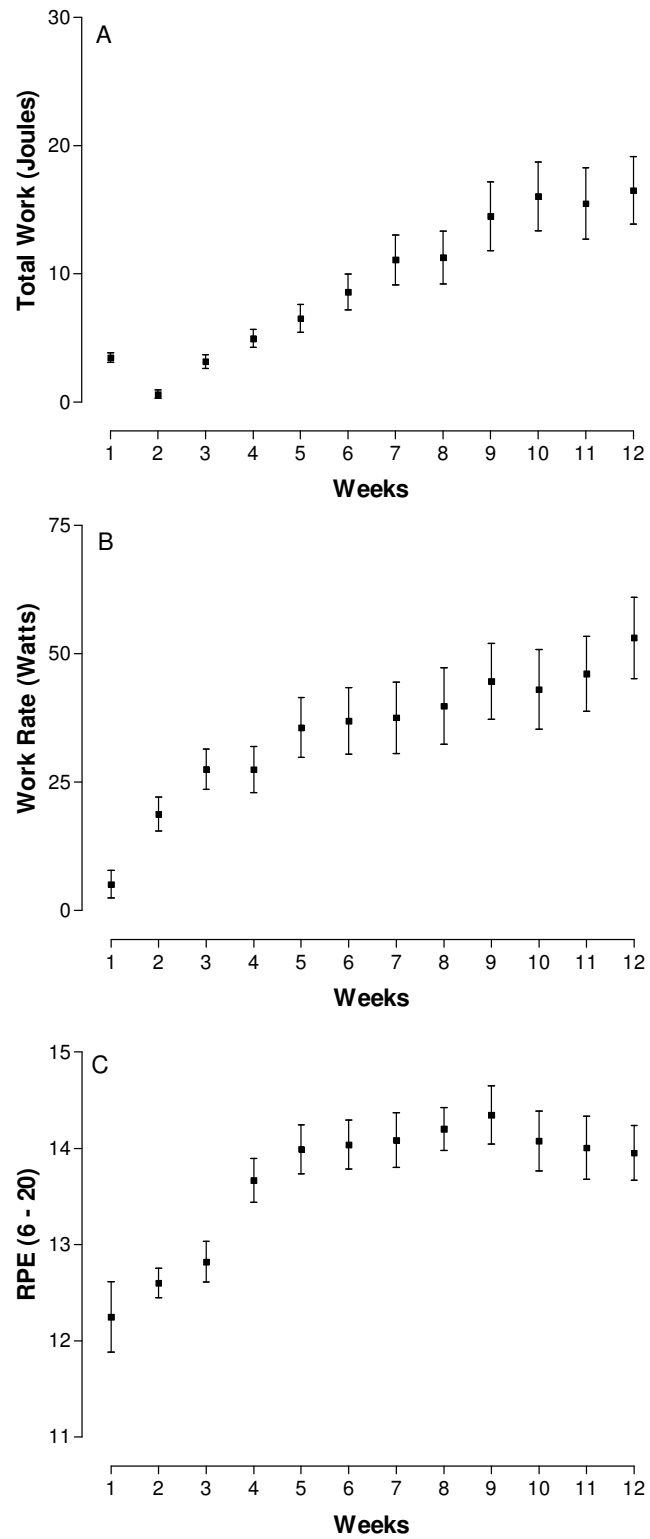 A
Total Work (Joules)
30
20
10
0
1 2 3 4 5 6 7 8 9 10 11 12
Weeks
B
Work Rate (Watts)
75
50
25
0
1 2 3 4 5 6 7 8 9 10 11 12
Weeks
C
RPE (6 - 20)
15
14
13
12
11
1 2 3 4 5 6 7 8 9 10 11 12
Weeks